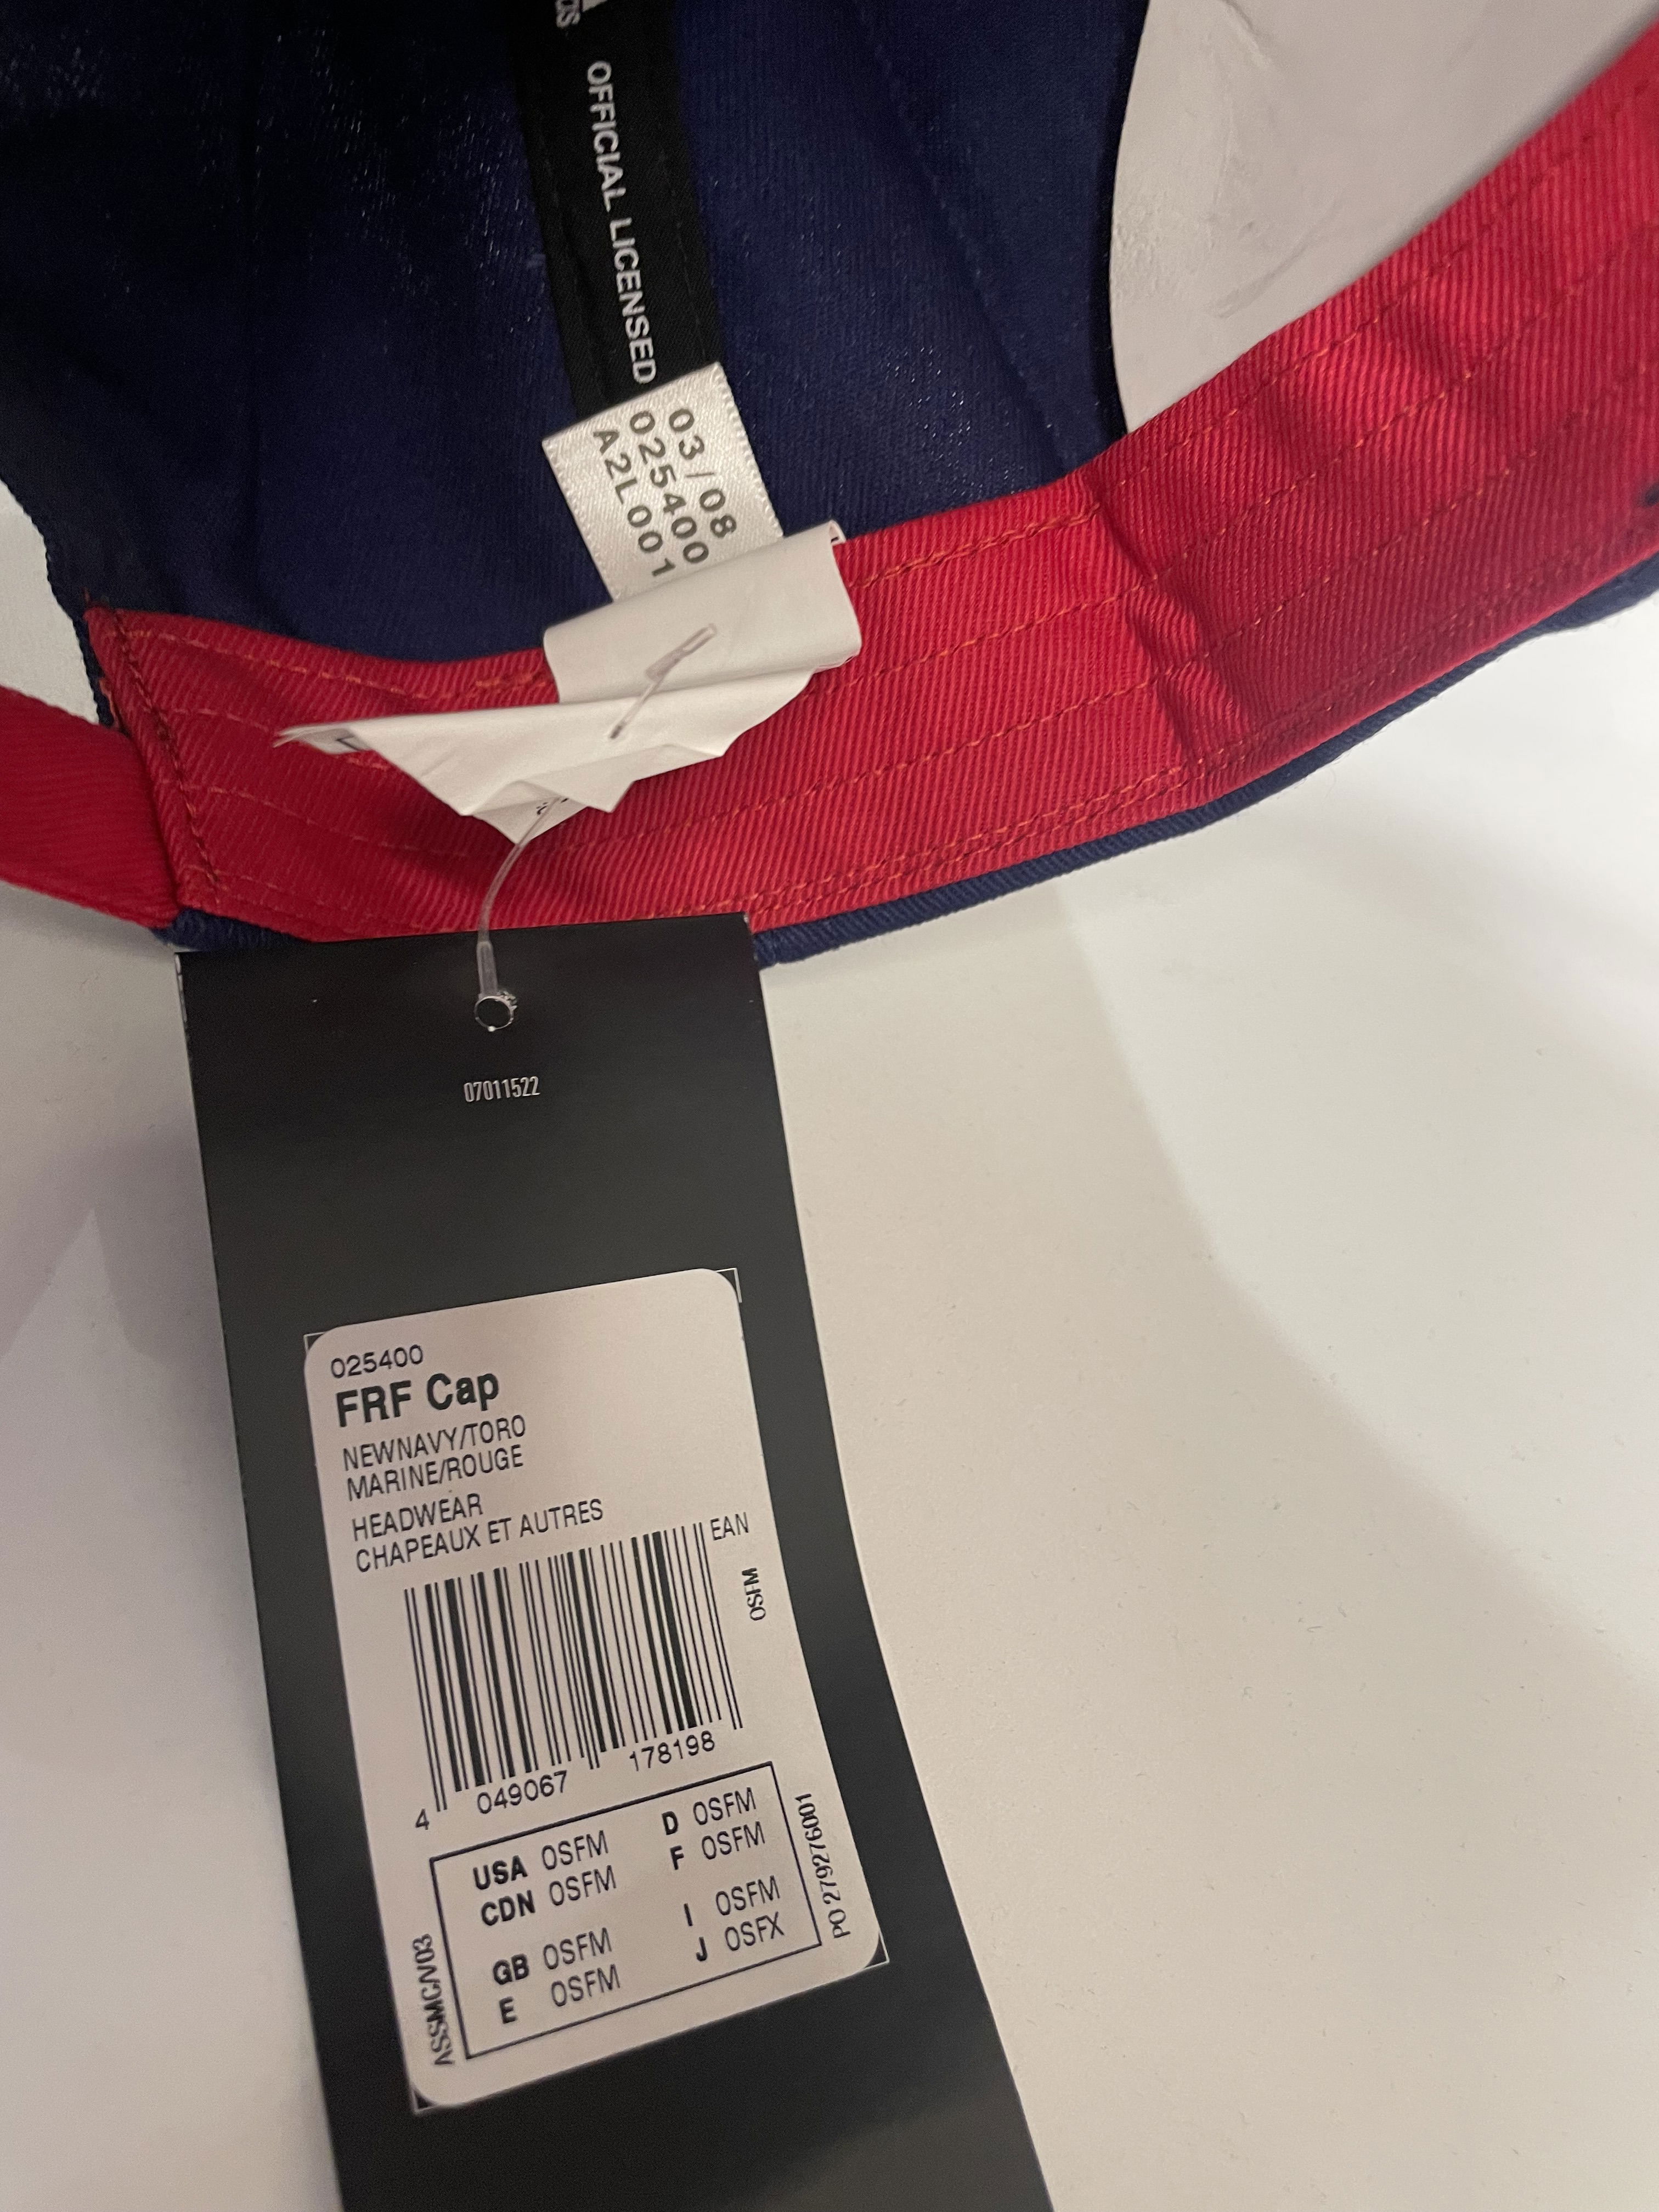 OFFICIAL LICENSED
03/08
025400
A2L001
07011522
025400
FRF Cap
NEWNAVY/TORO
MARINE/ROUGE
HEADWEAR
CHAPEAUX ET AUTRES
EAN
OSFM
4 049067 178198
USA OSFM D OSFM
CDN OSFM F OSFM
GB OSFM I OSFM
E OSFM J OSFX
ASSMC/V03
PO 279276001